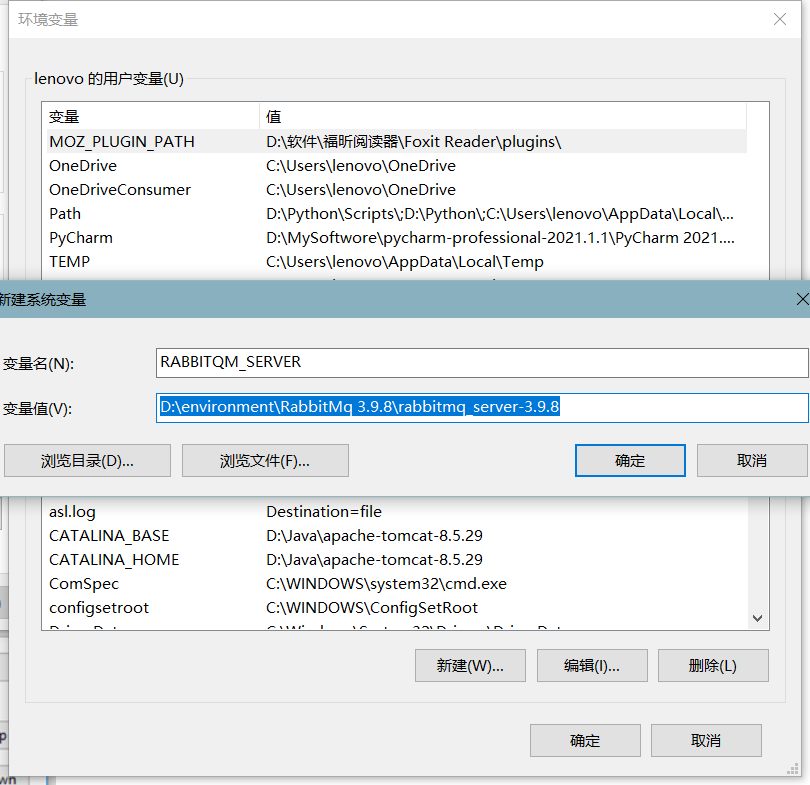 环境变量
lenovo 的用户变量(U)
变量 值
MOZ_PLUGIN_PATH D:\软件\福昕阅读器\Foxit Reader\plugins\
OneDrive C:\Users\lenovo\OneDrive
OneDriveConsumer C:\Users\lenovo\OneDrive
Path D:\Python\Scripts\;D:\Python\;C:\Users\lenovo\AppData\Local\...
PyCharm D:\MySoftwore\pycharm-professional-2021.1.1\PyCharm 2021....
TEMP C:\Users\lenovo\AppData\Local\Temp
新建系统变量
变量名(N): RABBITQM_SERVER
变量值(V): D:\environment\RabbitMq 3.9.8\rabbitmq_server-3.9.8
浏览目录(D)... 浏览文件(F)... 确定 取消
asl.log Destination=file
CATALINA_BASE D:\Java\apache-tomcat-8.5.29
CATALINA_HOME D:\Java\apache-tomcat-8.5.29
ComSpec C:\WINDOWS\system32\cmd.exe
configsetroot C:\WINDOWS\ConfigSetRoot
新建(W)... 编辑(I)... 删除(L)
确定 取消